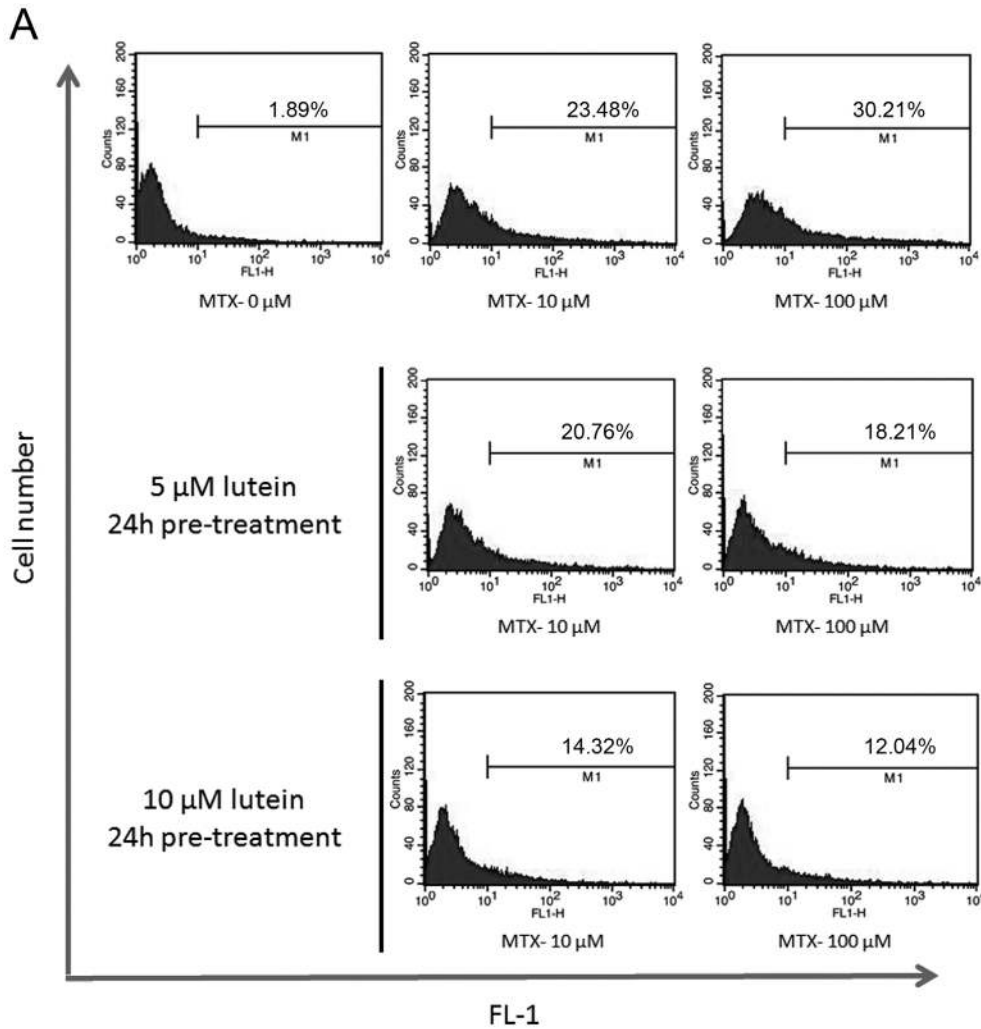 A
Cell number
200
160
120
80
40
0
Counts
1.89%
M1
10⁰ 10¹ 10² 10³ 10⁴
FL1-H
MTX- 0 µM
200
160
120
80
40
0
Counts
23.48%
M1
10⁰ 10¹ 10² 10³ 10⁴
FL1-H
MTX- 10 µM
200
160
120
80
40
0
Counts
30.21%
M1
10⁰ 10¹ 10² 10³ 10⁴
FL1-H
MTX- 100 µM
5 µM lutein
24h pre-treatment
200
160
120
80
40
0
Counts
20.76%
M1
10⁰ 10¹ 10² 10³ 10⁴
FL1-H
MTX- 10 µM
200
160
120
80
40
0
Counts
18.21%
M1
10⁰ 10¹ 10² 10³ 10⁴
FL1-H
MTX- 100 µM
10 µM lutein
24h pre-treatment
200
160
120
80
40
0
Counts
14.32%
M1
10⁰ 10¹ 10² 10³ 10⁴
FL1-H
MTX- 10 µM
200
160
120
80
40
0
Counts
12.04%
M1
10⁰ 10¹ 10² 10³ 10⁴
FL1-H
MTX- 100 µM
FL-1